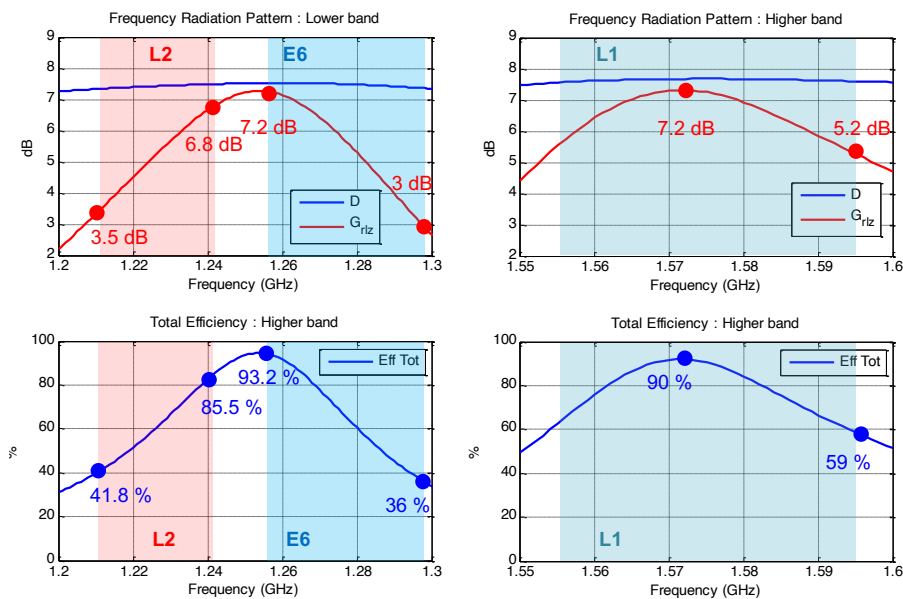 Frequency Radiation Pattern : Lower band
9
8
7
6
5
4
3
2
dB
L2
E6
6.8 dB
7.2 dB
3 dB
3.5 dB
D
G_rlz
1.2
1.22
1.24
1.26
1.28
1.3
Frequency (GHz)
Frequency Radiation Pattern : Higher band
9
8
7
6
5
4
3
2
dB
L1
7.2 dB
5.2 dB
D
G_rlz
1.55
1.56
1.57
1.58
1.59
1.6
Frequency (GHz)
Total Efficiency : Higher band
100
80
60
40
20
0
%
Eff Tot
93.2 %
85.5 %
41.8 %
36 %
L2
E6
1.2
1.22
1.24
1.26
1.28
1.3
Frequency (GHz)
Total Efficiency : Higher band
100
80
60
40
20
0
%
Eff Tot
90 %
59 %
L1
1.55
1.56
1.57
1.58
1.59
1.6
Frequency (GHz)